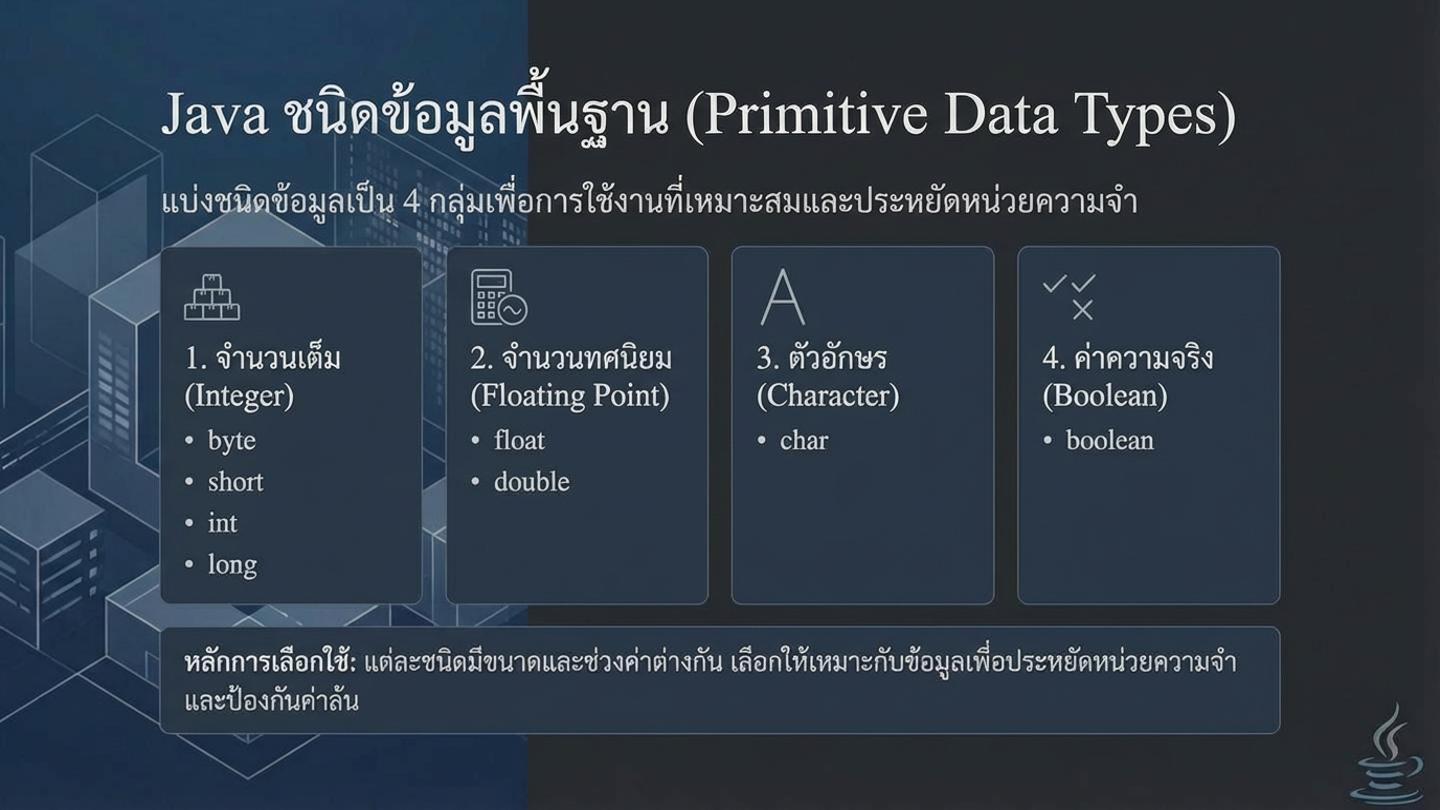 Java ชนิดข้อมูลพื้นฐาน (Primitive Data Types)
แบ่งชนิดข้อมูลเป็น 4 กลุ่มเพื่อการใช้งานที่เหมาะสมและประหยัดหน่วยความจำ
1. จำนวนเต็ม
(Integer)
• byte
• short
• int
• long
2. จำนวนทศนิยม
(Floating Point)
• float
• double
3. ตัวอักษร
(Character)
• char
4. ค่าความจริง
(Boolean)
• boolean
หลักการเลือกใช้: แต่ละชนิดมีขนาดและช่วงค่าต่างกัน เลือกให้เหมาะกับข้อมูลเพื่อประหยัดหน่วยความจำ
และป้องกันค่าล้น